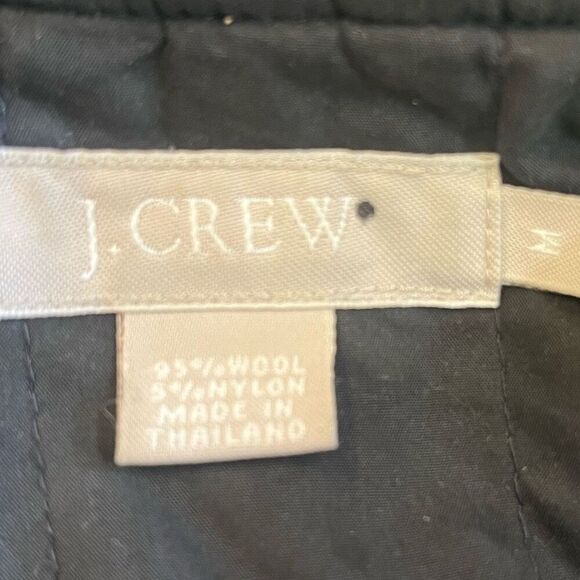 J.CREW
M
95% WOOL
5% NYLON
MADE IN
THAILAND